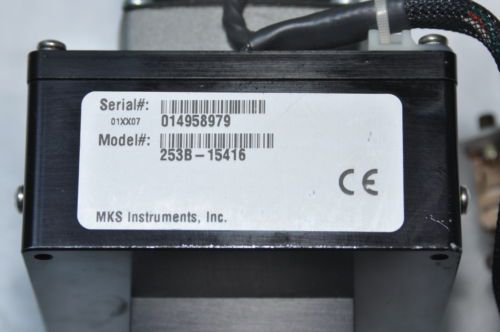 Serial#:
01XX07 014958979
Model#:
253B-15416
CE
MKS Instruments, Inc.